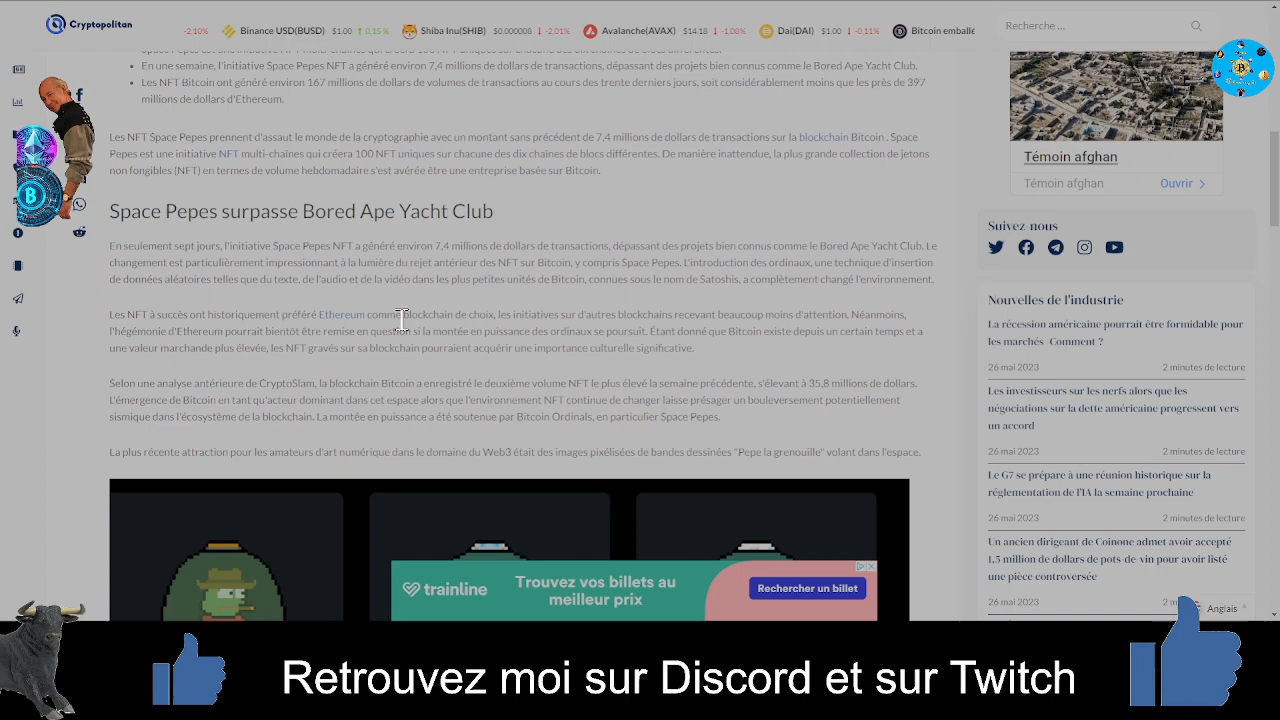 Cryptopolitan
-2,10%
Binance USD(BUSD) $1.00 0,15%
Shiba Inu(SHIB) $0.000008 -2,01%
Avalanche(AVAX) $14.18 -1,08%
Dai(DAI) $1.00 -0,11%
Bitcoin emballé
Recherche ...
Space Pepes est une initiative NFT multi-chaînes qui créera 100 NFT uniques sur chacune des dix chaînes de blocs différentes.
En une semaine, l'initiative Space Pepes NFT a généré environ 7,4 millions de dollars de transactions, dépassant des projets bien connus comme le Bored Ape Yacht Club.
Les NFT Bitcoin ont généré environ 167 millions de dollars de volumes de transactions au cours des trente derniers jours, soit considérablement moins que les près de 397
millions de dollars d'Ethereum.
Les NFT Space Pepes prennent d'assaut le monde de la cryptographie avec un montant sans précédent de 7,4 millions de dollars de transactions sur la blockchain Bitcoin . Space
Pepes est une initiative NFT multi-chaînes qui créera 100 NFT uniques sur chacune des dix chaînes de blocs différentes. De manière inattendue, la plus grande collection de jetons
non fongibles (NFT) en termes de volume hebdomadaire s'est avérée être une entreprise basée sur Bitcoin.
Space Pepes surpasse Bored Ape Yacht Club
En seulement sept jours, l'initiative Space Pepes NFT a généré environ 7,4 millions de dollars de transactions, dépassant des projets bien connus comme le Bored Ape Yacht Club. Le
changement est particulièrement impressionnant à la lumière du rejet antérieur des NFT sur Bitcoin, y compris Space Pepes. L'introduction des ordinaux, une technique d'insertion
de données aléatoires telles que du texte, de l'audio et de la vidéo dans les plus petites unités de Bitcoin, connues sous le nom de Satoshis, a complètement changé l'environnement.
Les NFT à succès ont historiquement préféré Ethereum comme blockchain de choix, les initiatives sur d'autres blockchains recevant beaucoup moins d'attention. Néanmoins,
l'hégémonie d'Ethereum pourrait bientôt être remise en question si la montée en puissance des ordinaux se poursuit. Étant donné que Bitcoin existe depuis un certain temps et a
une valeur marchande plus élevée, les NFT gravés sur sa blockchain pourraient acquérir une importance culturelle significative.
Selon une analyse antérieure de CryptoSlam, la blockchain Bitcoin a enregistré le deuxième volume NFT le plus élevé la semaine précédente, s'élevant à 35,8 millions de dollars.
L'émergence de Bitcoin en tant qu'acteur dominant dans cet espace alors que l'environnement NFT continue de changer laisse présager un bouleversement potentiellement
sismique dans l'écosystème de la blockchain. La montée en puissance a été soutenue par Bitcoin Ordinals, en particulier Space Pepes.
La plus récente attraction pour les amateurs d'art numérique dans le domaine du Web3 était des images pixélisées de bandes dessinées "Pepe la grenouille" volant dans l'espace.
trainline
Trouvez vos billets au
meilleur prix
Rechercher un billet
Témoin afghan
Témoin afghan
Ouvrir
Suivez-nous
Nouvelles de l'industrie
La récession américaine pourrait être formidable pour
les marchés -Comment ?
26 mai 2023 2 minutes de lecture
Les investisseurs sur les nerfs alors que les
négociations sur la dette américaine progressent vers
un accord
26 mai 2023 2 minutes de lecture
Le G7 se prépare à une réunion historique sur la
réglementation de l'IA la semaine prochaine
26 mai 2023 2 minutes de lecture
Un ancien dirigeant de Coinone admet avoir accepté
1,5 million de dollars de pots-de-vin pour avoir listé
une pièce controversée
26 mai 2023
Anglais
Retrouvez moi sur Discord et sur Twitch